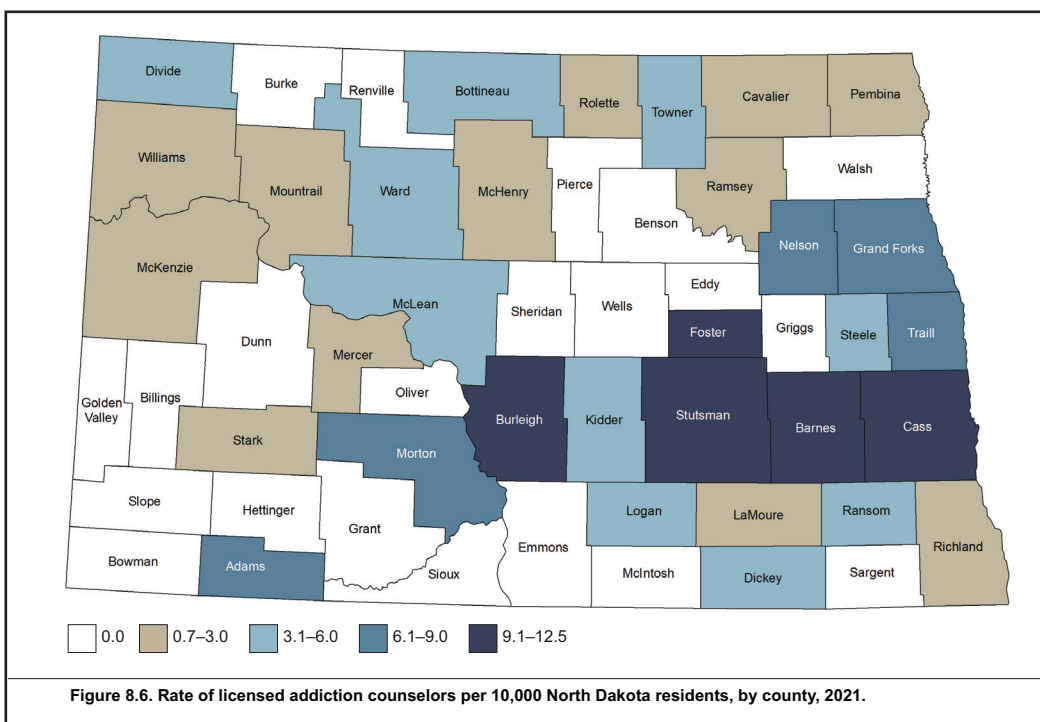 Divide
Burke
Renville
Bottineau
Rolette
Towner
Cavalier
Pembina
Williams
Mountrail
Ward
McHenry
Pierce
Benson
Ramsey
Walsh
Nelson
Grand Forks
McKenzie
Dunn
McLean
Sheridan
Wells
Eddy
Foster
Griggs
Steele
Traill
Mercer
Oliver
Golden
Valley
Billings
Stark
Morton
Burleigh
Kidder
Stutsman
Barnes
Cass
Slope
Hettinger
Grant
Bowman
Adams
Sioux
Emmons
Logan
LaMoure
Ransom
Richland
McIntosh
Dickey
Sargent
0.0 0.7–3.0 3.1–6.0 6.1–9.0 9.1–12.5
Figure 8.6. Rate of licensed addiction counselors per 10,000 North Dakota residents, by county, 2021.